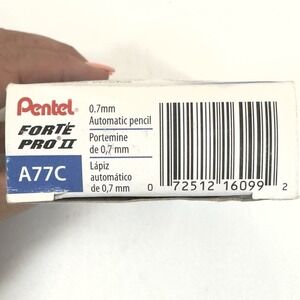 Pentel
FORTÉ
PRO II
A77C
0.7mm
Automatic pencil
Portemine
de 0,7 mm
Lápiz
automático
de 0,7 mm
0 72512 16099 2